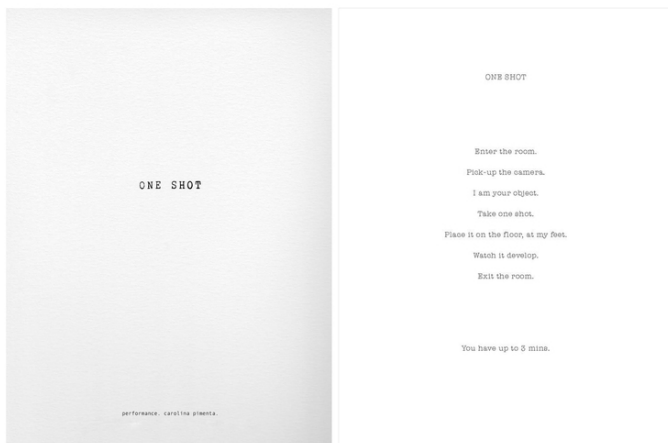 ONE SHOT
performance. carolina pimenta.
ONE SHOT
Enter the room.
Pick-up the camera.
I am your object.
Take one shot.
Place it on the floor, at my feet.
Watch it develop.
Exit the room.
You have up to 3 mins.